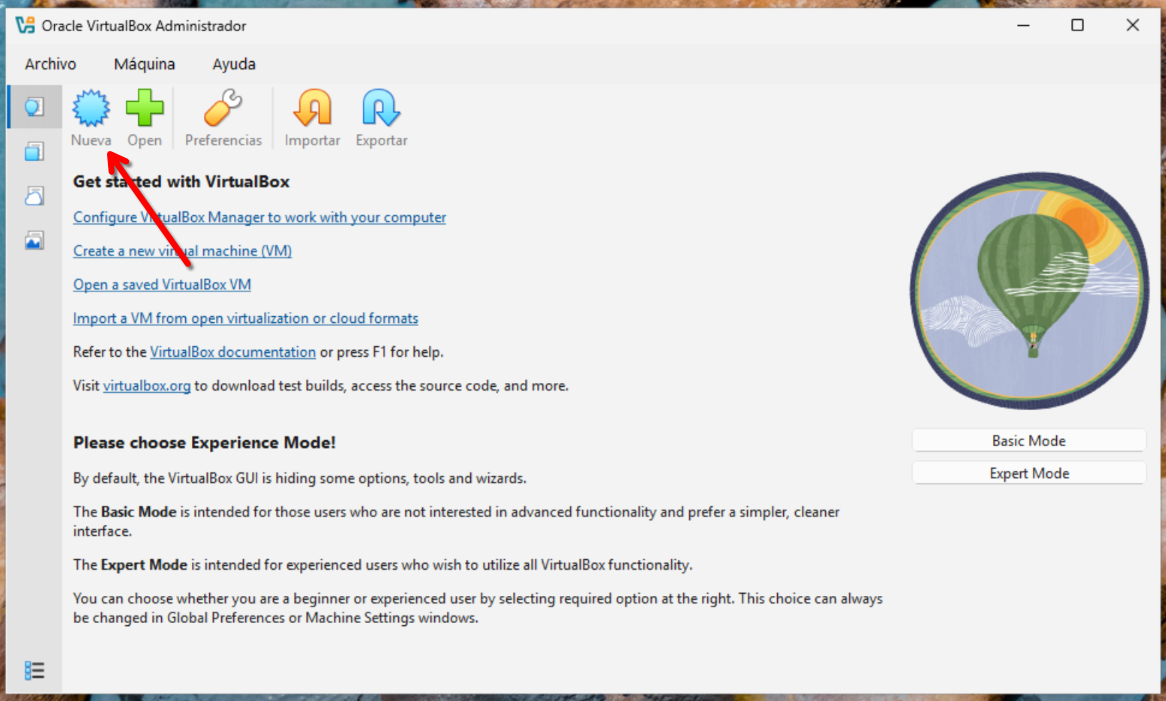 Oracle VirtualBox Administrador
Archivo Máquina Ayuda
Nueva Open Preferencias Importar Exportar
Get started with VirtualBox
Configure VirtualBox Manager to work with your computer
Create a new virtual machine (VM)
Open a saved VirtualBox VM
Import a VM from open virtualization or cloud formats
Refer to the VirtualBox documentation or press F1 for help.
Visit virtualbox.org to download test builds, access the source code, and more.
Please choose Experience Mode!
By default, the VirtualBox GUI is hiding some options, tools and wizards.
The Basic Mode is intended for those users who are not interested in advanced functionality and prefer a simpler, cleaner
interface.
The Expert Mode is intended for experienced users who wish to utilize all VirtualBox functionality.
You can choose whether you are a beginner or experienced user by selecting required option at the right. This choice can always
be changed in Global Preferences or Machine Settings windows.
Basic Mode
Expert Mode